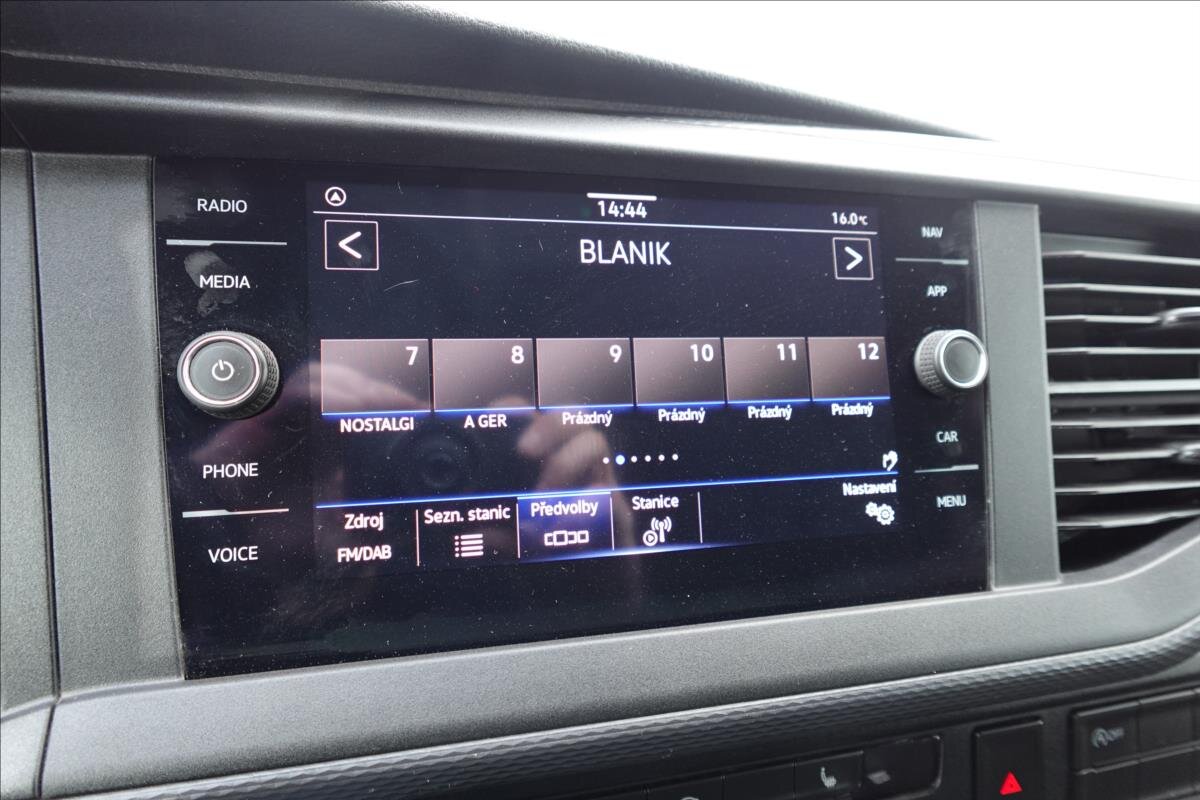 RADIO
MEDIA
PHONE
VOICE
14:44
16.0°C
<
BLANIK
>
7 8 9 10 11 12
NOSTALGI A GER Prázdný Prázdný Prázdný Prázdný
Nastavení
Zdroj Sezn. stanic Předvolby Stanice
FM/DAB
NAV
APP
CAR
MENU
OFF